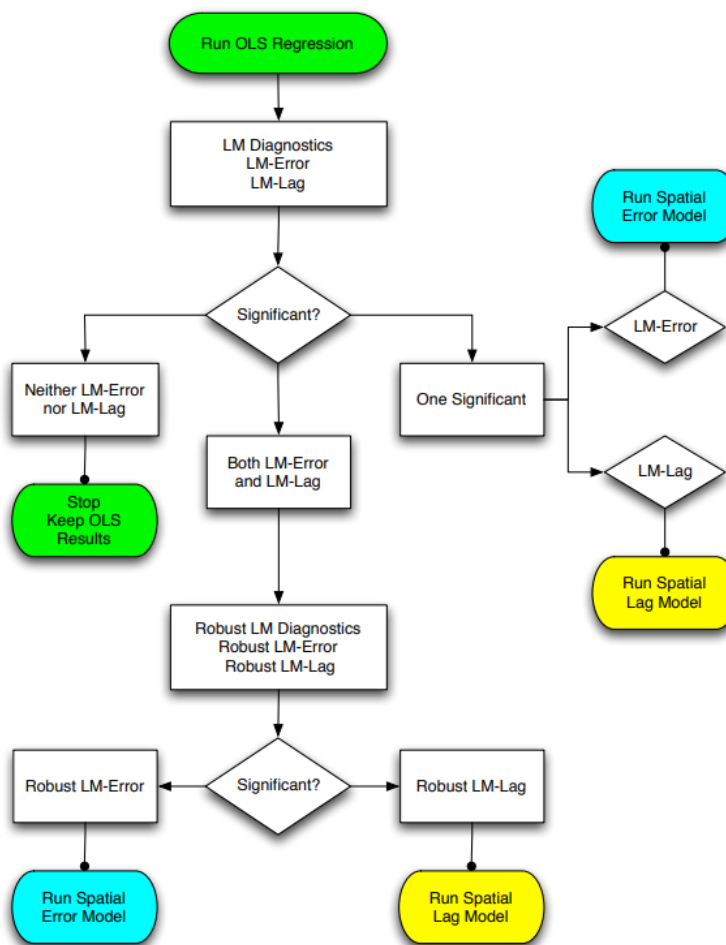 Run OLS Regression
LM Diagnostics
LM-Error
LM-Lag
Run Spatial
Error Model
Significant?
LM-Error
Neither LM-Error
nor LM-Lag
One Significant
Both LM-Error
and LM-Lag
LM-Lag
Stop
Keep OLS
Results
Run Spatial
Lag Model
Robust LM Diagnostics
Robust LM-Error
Robust LM-Lag
Robust LM-Error
Significant?
Robust LM-Lag
Run Spatial
Error Model
Run Spatial
Lag Model